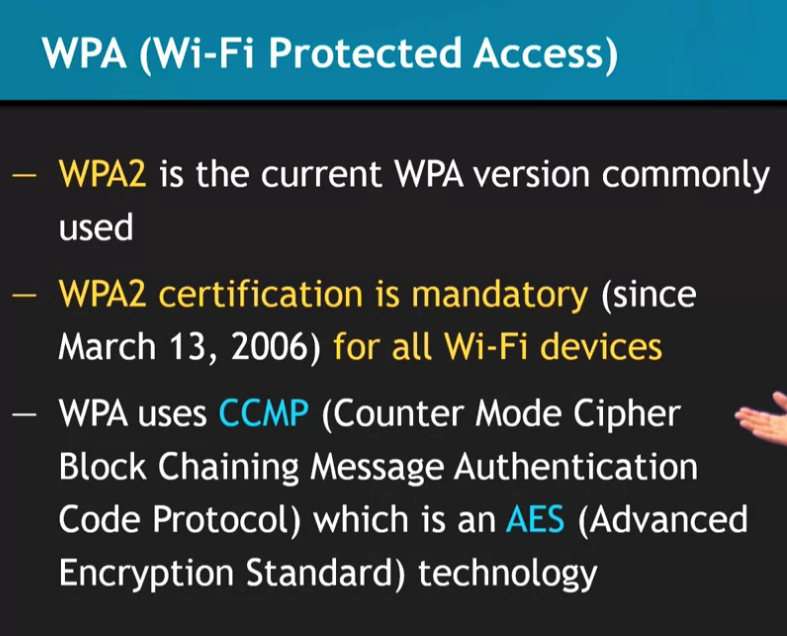 WPA (Wi-Fi Protected Access)
— WPA2 is the current WPA version commonly
used
— WPA2 certification is mandatory (since
March 13, 2006) for all Wi-Fi devices
— WPA uses CCMP (Counter Mode Cipher
Block Chaining Message Authentication
Code Protocol) which is an AES (Advanced
Encryption Standard) technology